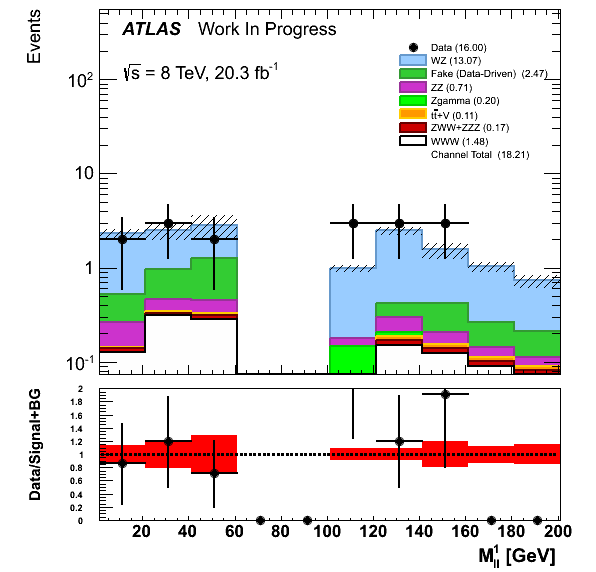 Events
ATLAS Work In Progress
√s = 8 TeV, 20.3 fb⁻¹
Data (16.00)
WZ (13.07)
Fake (Data-Driven) (2.47)
ZZ (0.71)
Zgamma (0.20)
tt̄+V (0.11)
ZWW+ZZZ (0.17)
WWW (1.48)
Channel Total (18.21)
10²
10
1
10⁻¹
Data/Signal+BG
2
1.8
1.6
1.4
1.2
1
0.8
0.6
0.4
0.2
0
20 40 60 80 100 120 140 160 180 200
M¹ll [GeV]